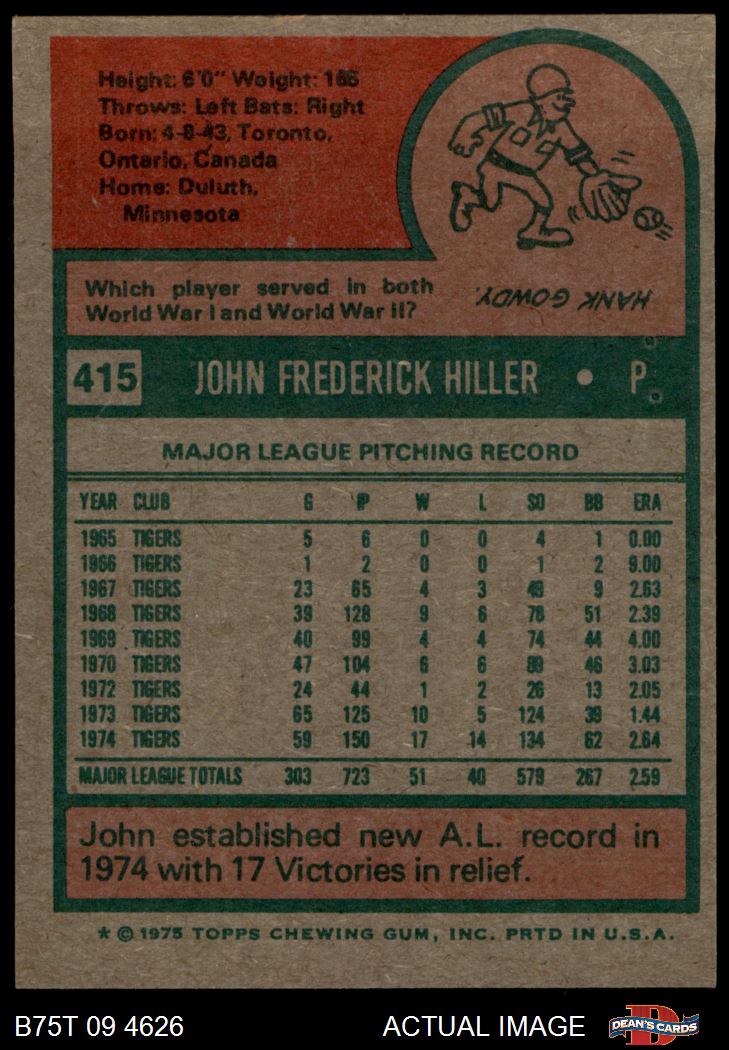 Height: 6'0" Weight: 185
Throws: Left Bats: Right
Born: 4-8-43, Toronto,
Ontario, Canada
Home: Duluth,
Minnesota
Which player served in both
World War I and World War II?
HANK GOWDY.
415 JOHN FREDERICK HILLER • P.
MAJOR LEAGUE PITCHING RECORD
YEAR CLUB G IP W L SO BB ERA
1965 TIGERS 5 6 0 0 4 1 0.00
1966 TIGERS 1 2 0 0 1 2 9.00
1967 TIGERS 23 65 4 3 49 9 2.63
1968 TIGERS 39 128 9 6 78 51 2.39
1969 TIGERS 40 99 4 4 74 44 4.00
1970 TIGERS 47 104 6 6 89 46 3.03
1972 TIGERS 24 44 1 2 26 13 2.05
1973 TIGERS 65 125 10 5 124 39 1.44
1974 TIGERS 59 150 17 14 134 62 2.64
MAJOR LEAGUE TOTALS 303 723 51 40 579 267 2.59
John established new A.L. record in
1974 with 17 Victories in relief.
* © 1975 TOPPS CHEWING GUM, INC. PRTD IN U.S.A.
B75T 09 4626 ACTUAL IMAGE DEAN'S CARDS